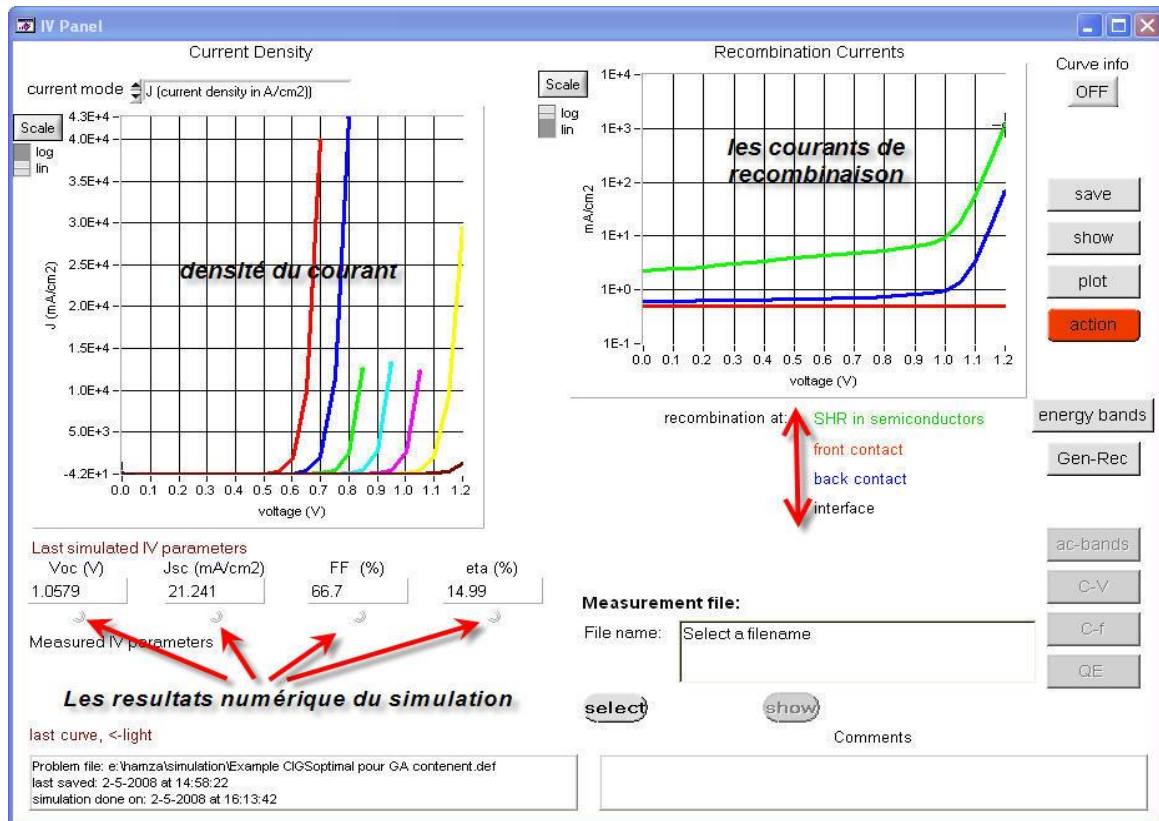 IV Panel
Current Density
current mode J (current density in A/cm2))
Scale
log
lin
4.3E+4
4.0E+4
3.5E+4
3.0E+4
2.5E+4
2.0E+4
1.5E+4
1.0E+4
5.0E+3
-4.2E+1
J (mA/cm2)
densité du courant
0.0 0.1 0.2 0.3 0.4 0.5 0.6 0.7 0.8 0.9 1.0 1.1 1.2
voltage (V)
Recombination Currents
Scale
log
lin
1E+4
1E+3
1E+2
1E+1
1E+0
1E-1
mA/cm2
les courants de
recombinaison
0.0 0.1 0.2 0.3 0.4 0.5 0.6 0.7 0.8 0.9 1.0 1.1 1.2
voltage (V)
recombination at: SHR in semiconductors
front contact
back contact
interface
Curve info
OFF
save
show
plot
action
energy bands
Gen-Rec
ac-bands
C-V
C-f
QE
Last simulated IV parameters
Voc (V) Jsc (mA/cm2) FF (%) eta (%)
1.0579 21.241 66.7 14.99
Measured IV parameters
Les resultats numérique du simulation
Measurement file:
File name: Select a filename
select show
last curve, <-light
Problem file: e:\hamza\simulation\Example CIGSoptimal pour GA contenent.def
last saved: 2-5-2008 at 14:58:22
simulation done on: 2-5-2008 at 16:13:42
Comments